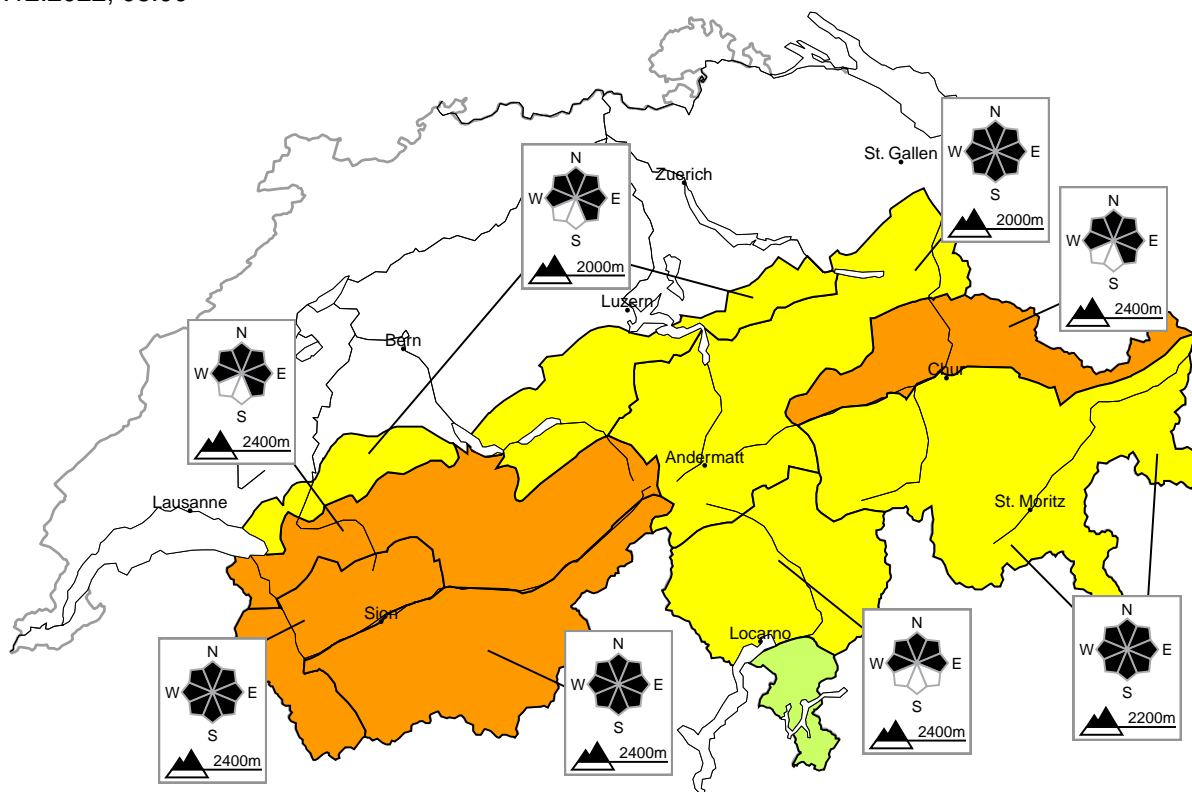 N
W E
S
2000m
St. Gallen
Zuerich
N
W E
S
2000m
N
W E
S
2400m
Luzern
Bern
N
W E
S
2400m
Chur
Andermatt
Lausanne
St. Moritz
Sion
Locarno
N
W E
S
2400m
N
W E
S
2400m
N
W E
S
2400m
N
W E
S
2200m